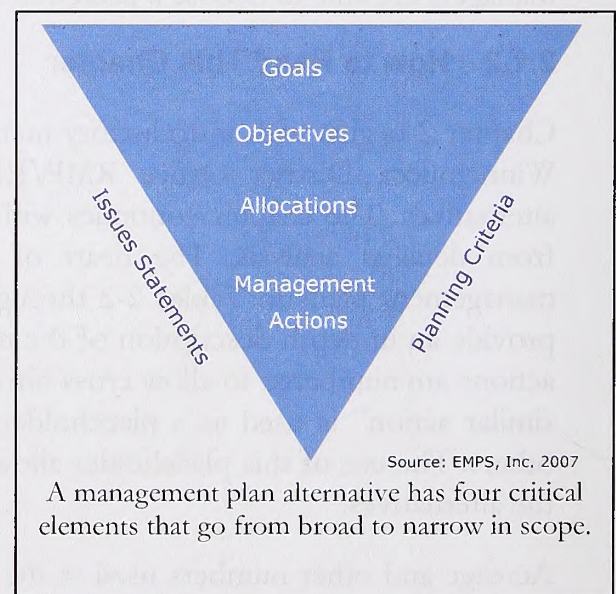 Goals
Objectives
Allocations
Management
Actions
Issues Statements
Planning Criteria
Source: EMPS, Inc, 2007
A management plan alternative has four critical
elements that go from broad to narrow in scope.